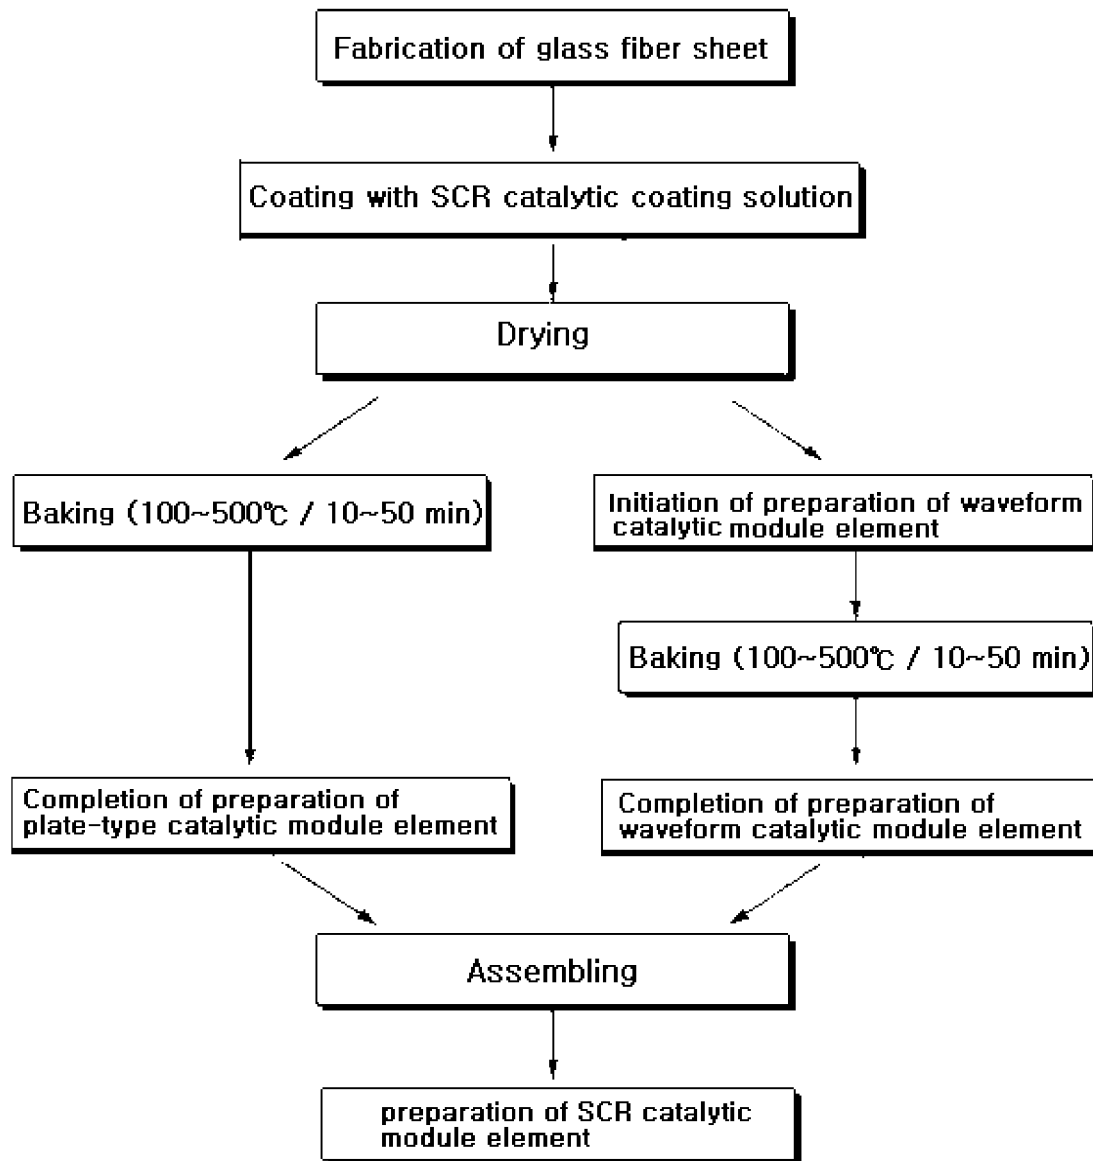 Fabrication of glass fiber sheet
Coating with SCR catalytic coating solution
Drying
Baking (100~500℃ / 10~50 min)
Initiation of preparation of waveform
catalytic module element
Baking (100~500℃ / 10~50 min)
Completion of preparation of
plate-type catalytic module element
Completion of preparation of
waveform catalytic module element
Assembling
preparation of SCR catalytic
module element